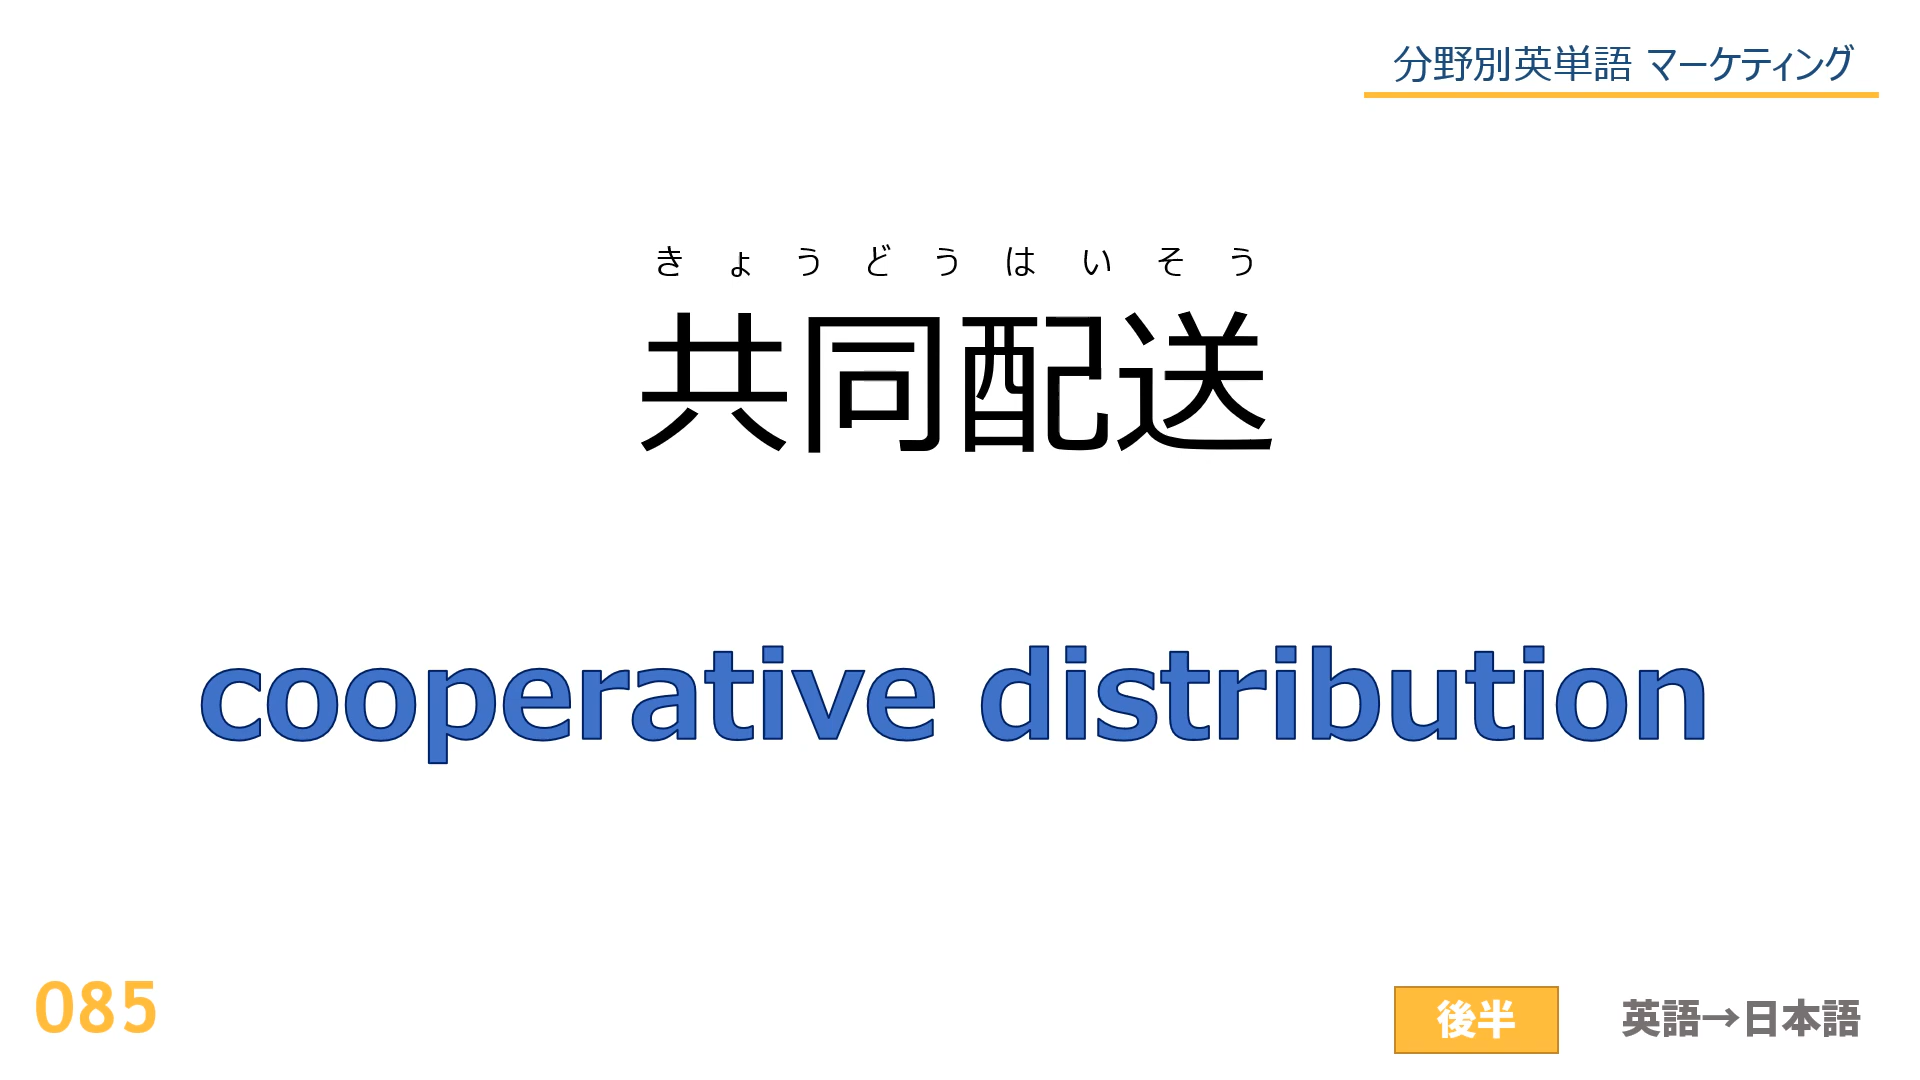 分野別英単語 マーケティング
きょうどうはいそう
共同配送
cooperative distribution
085
後半
英語→日本語